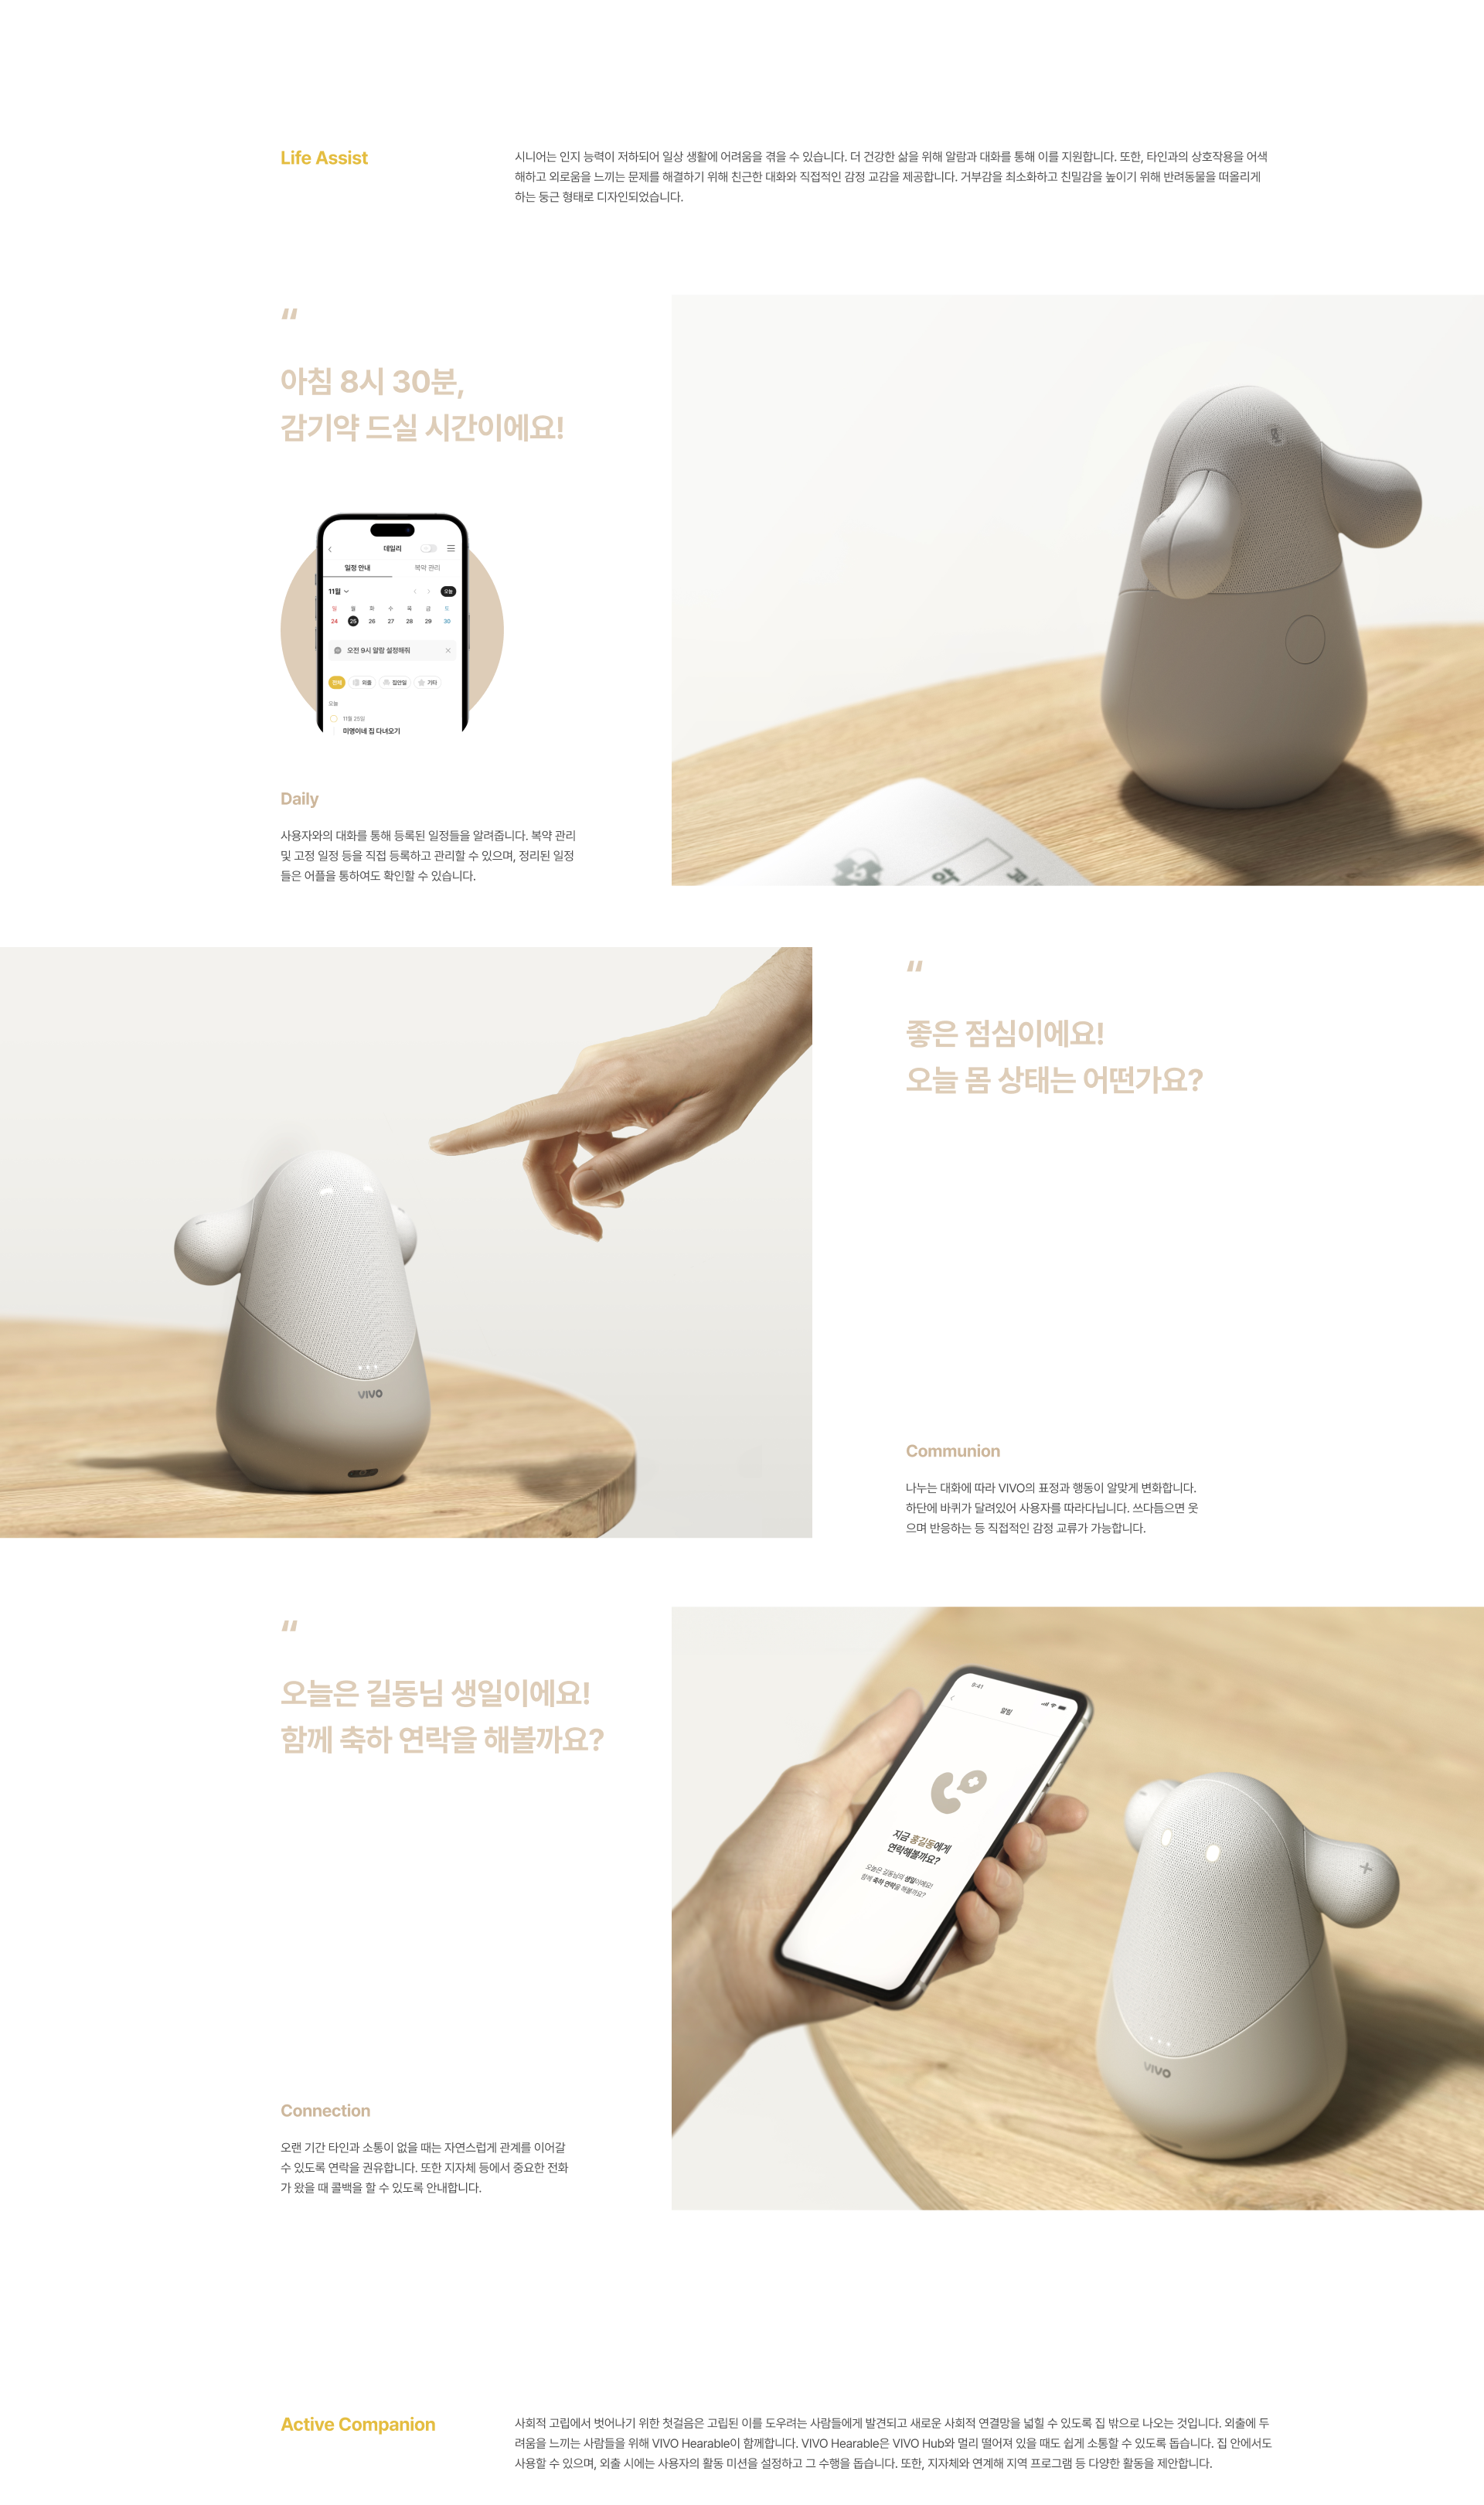 Life Assist
시니어는 인지 능력이 저하되어 일상 생활에 어려움을 겪을 수 있습니다. 더 건강한 삶을 위해 알람과 대화를 통해 이를 지원합니다. 또한, 타인과의 상호작용을 어색
해하고 외로움을 느끼는 문제를 해결하기 위해 친근한 대화와 직접적인 감정 교감을 제공합니다. 거부감을 최소화하고 친밀감을 높이기 위해 반려동물을 떠올리게
하는 둥근 형태로 디자인되었습니다.
“
아침 8시 30분,
감기약 드실 시간이에요!
데일리
일정 안내 복약 관리
11월 오늘
일 월 화 수 목 금 토
24 25 26 27 28 29 30
오전 9시 알람 설정해줘
전체 외출 집안일 기타
오늘
11월 25일
미영이네 집 다녀오기
약 님
Daily
사용자와의 대화를 통해 등록된 일정들을 알려줍니다. 복약 관리
및 고정 일정 등을 직접 등록하고 관리할 수 있으며, 정리된 일정
들은 어플을 통하여도 확인할 수 있습니다.
“
좋은 점심이에요!
오늘 몸 상태는 어떤가요?
VIVO
Communion
나누는 대화에 따라 VIVO의 표정과 행동이 알맞게 변화합니다.
하단에 바퀴가 달려있어 사용자를 따라다닙니다. 쓰다듬으면 웃
으며 반응하는 등 직접적인 감정 교류가 가능합니다.
“
오늘은 길동님 생일이에요!
함께 축하 연락을 해볼까요?
9:41
알림
지금 홍길동에게
연락해볼까요?
오늘은 길동님의 생일이에요!
함께 축하 연락을 해볼까요?
VIVO
Connection
오랜 기간 타인과 소통이 없을 때는 자연스럽게 관계를 이어갈
수 있도록 연락을 권유합니다. 또한 지자체 등에서 중요한 전화
가 왔을 때 콜백을 할 수 있도록 안내합니다.
Active Companion
사회적 고립에서 벗어나기 위한 첫걸음은 고립된 이를 도우려는 사람들에게 발견되고 새로운 사회적 연결망을 넓힐 수 있도록 집 밖으로 나오는 것입니다. 외출에 두
려움을 느끼는 사람들을 위해 VIVO Hearable이 함께합니다. VIVO Hearable은 VIVO Hub와 멀리 떨어져 있을 때도 쉽게 소통할 수 있도록 돕습니다. 집 안에서도
사용할 수 있으며, 외출 시에는 사용자의 활동 미션을 설정하고 그 수행을 돕습니다. 또한, 지자체와 연계해 지역 프로그램 등 다양한 활동을 제안합니다.